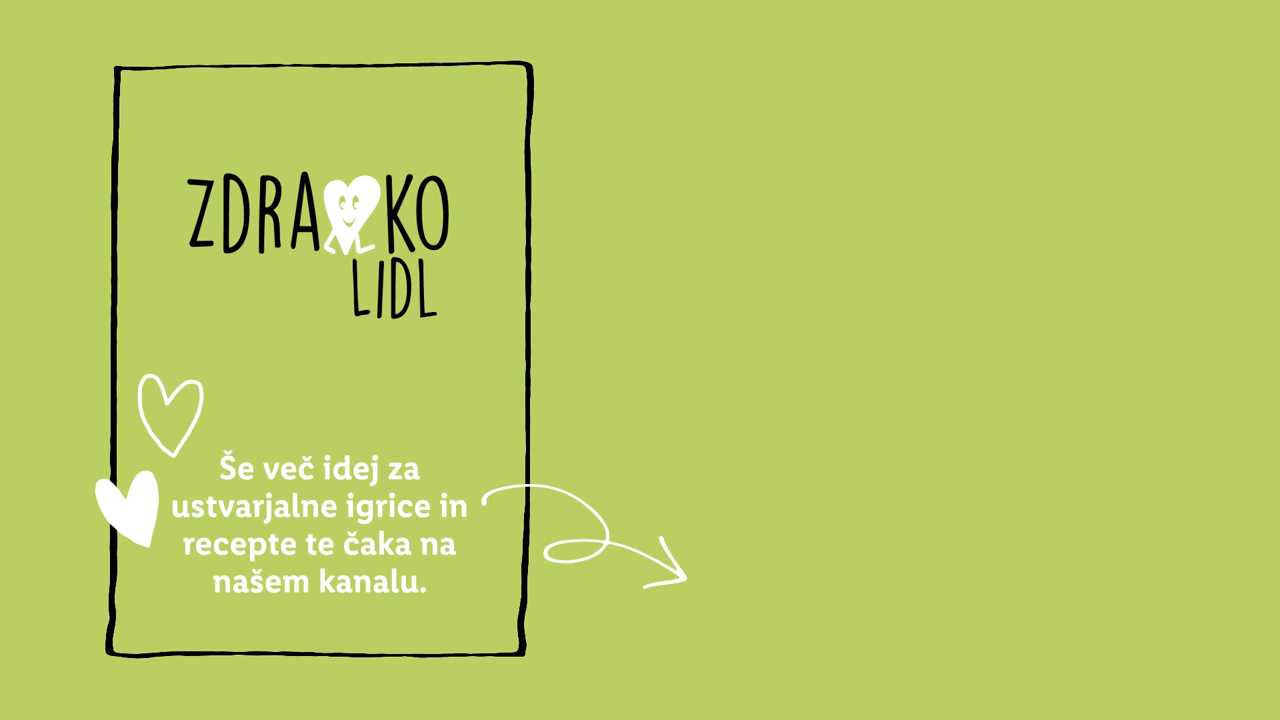 ZDRAVKO
LIDL
Še več idej za
ustvarjalne igrice in
recepte te čaka na
našem kanalu.